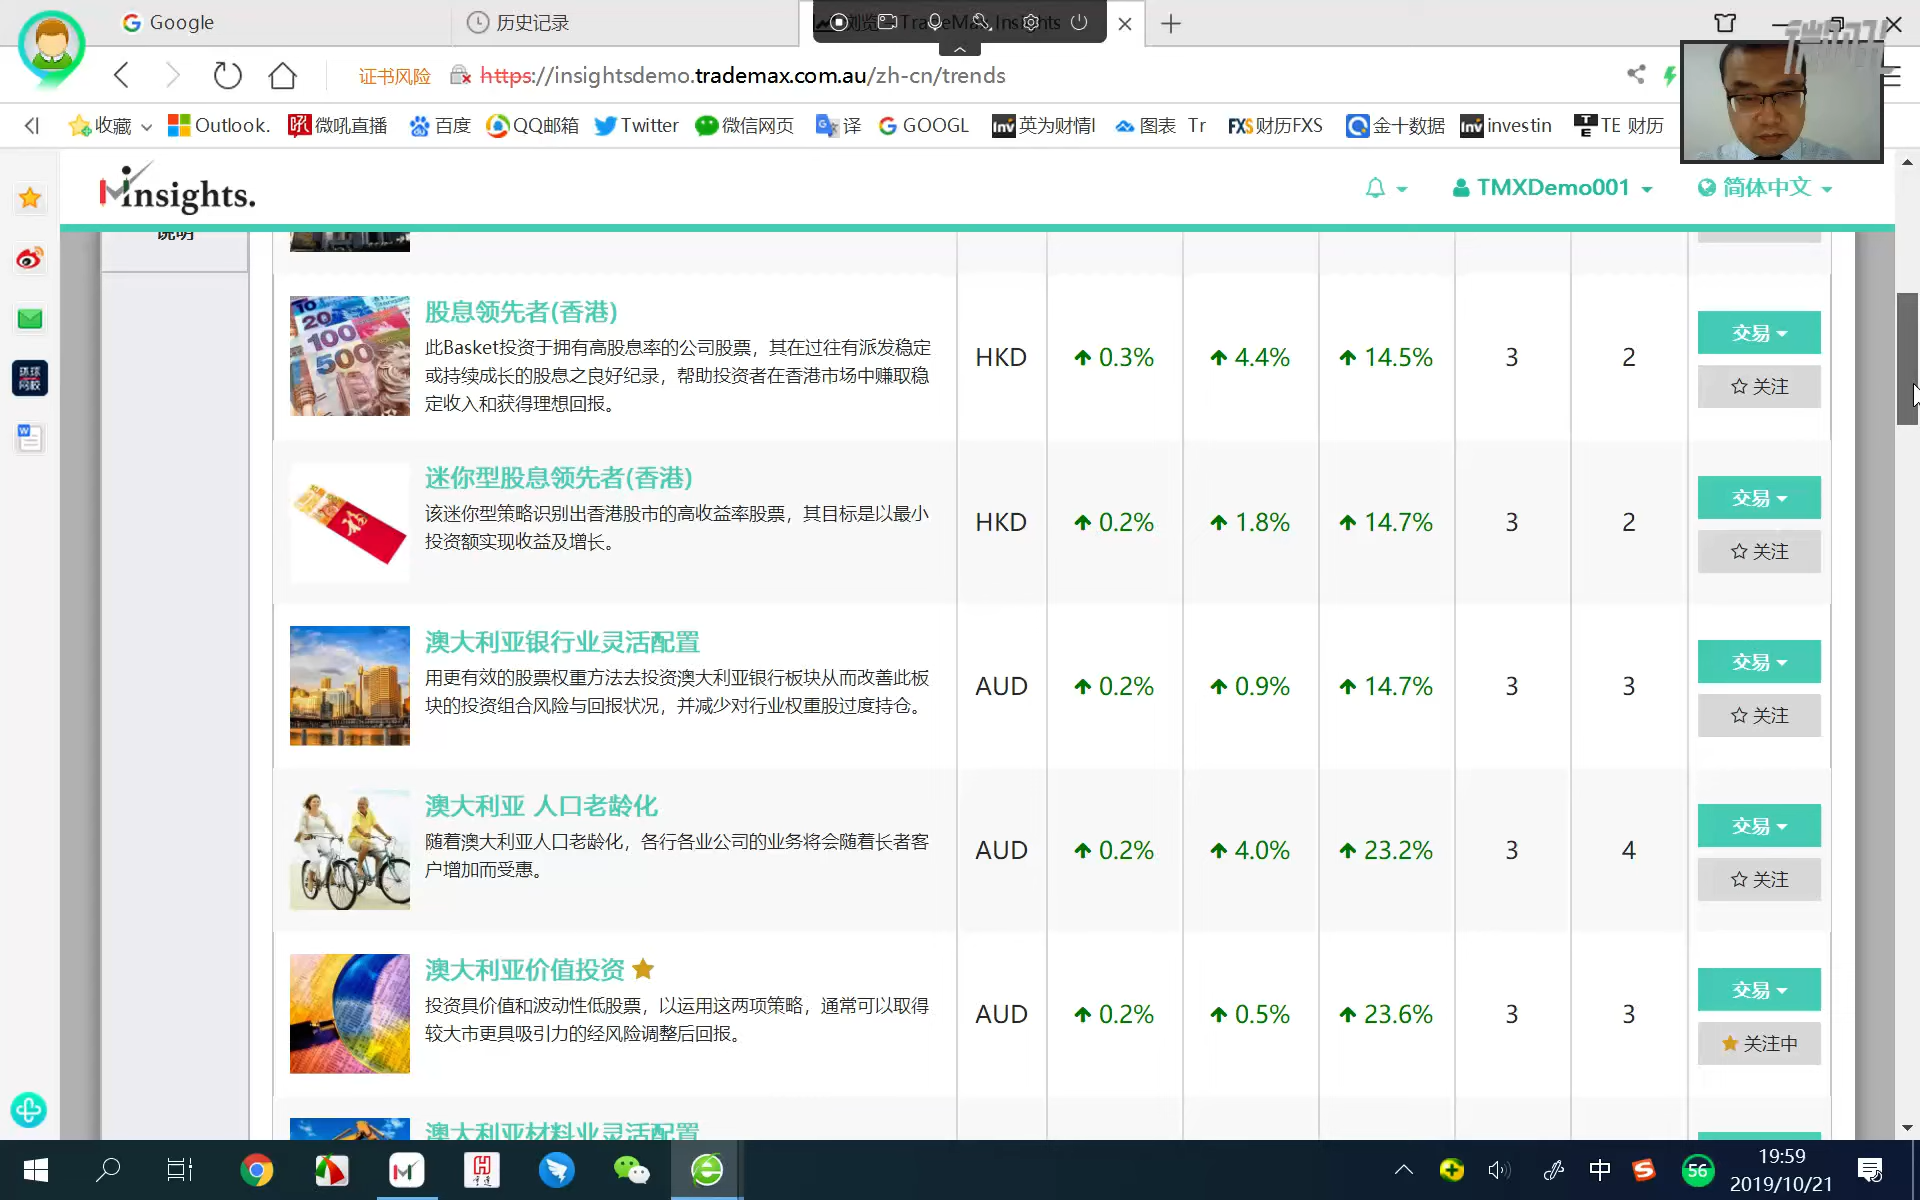 Google
历史记录
证书风险
https://insightsdemo.trademax.com.au/zh-cn/trends
收藏
Outlook.
微吼直播
百度
QQ邮箱
Twitter
微信网页
译
GOOGL
英为财情I
图表 Tr
财历FXS
金十数据
investin
TE 财历
insights.
TMXDemo001
简体中文
说明
股息领先者(香港)
此Basket投资于拥有高股息率的公司股票，其在过往有派发稳定
或持续成长的股息之良好纪录，帮助投资者在香港市场中赚取稳
定收入和获得理想回报。
HKD 0.3% 4.4% 14.5% 3 2
交易
关注
迷你型股息领先者(香港)
该迷你型策略识别出香港股市的高收益率股票，其目标是以最小
投资额实现收益及增长。
HKD 0.2% 1.8% 14.7% 3 2
交易
关注
澳大利亚银行业灵活配置
用更有效的股票权重方法去投资澳大利亚银行板块从而改善此板
块的投资组合风险与回报状况，并减少对行业权重股过度持仓。
AUD 0.2% 0.9% 14.7% 3 3
交易
关注
澳大利亚 人口老龄化
随着澳大利亚人口老龄化，各行各业公司的业务将会随着长者客
户增加而受惠。
AUD 0.2% 4.0% 23.2% 3 4
交易
关注
澳大利亚价值投资
投资具价值和波动性低股票，以运用这两项策略，通常可以取得
较大市更具吸引力的经风险调整后回报。
AUD 0.2% 0.5% 23.6% 3 3
交易
关注中
澳大利亚材料业灵活配置
中
56
19:59
2019/10/21